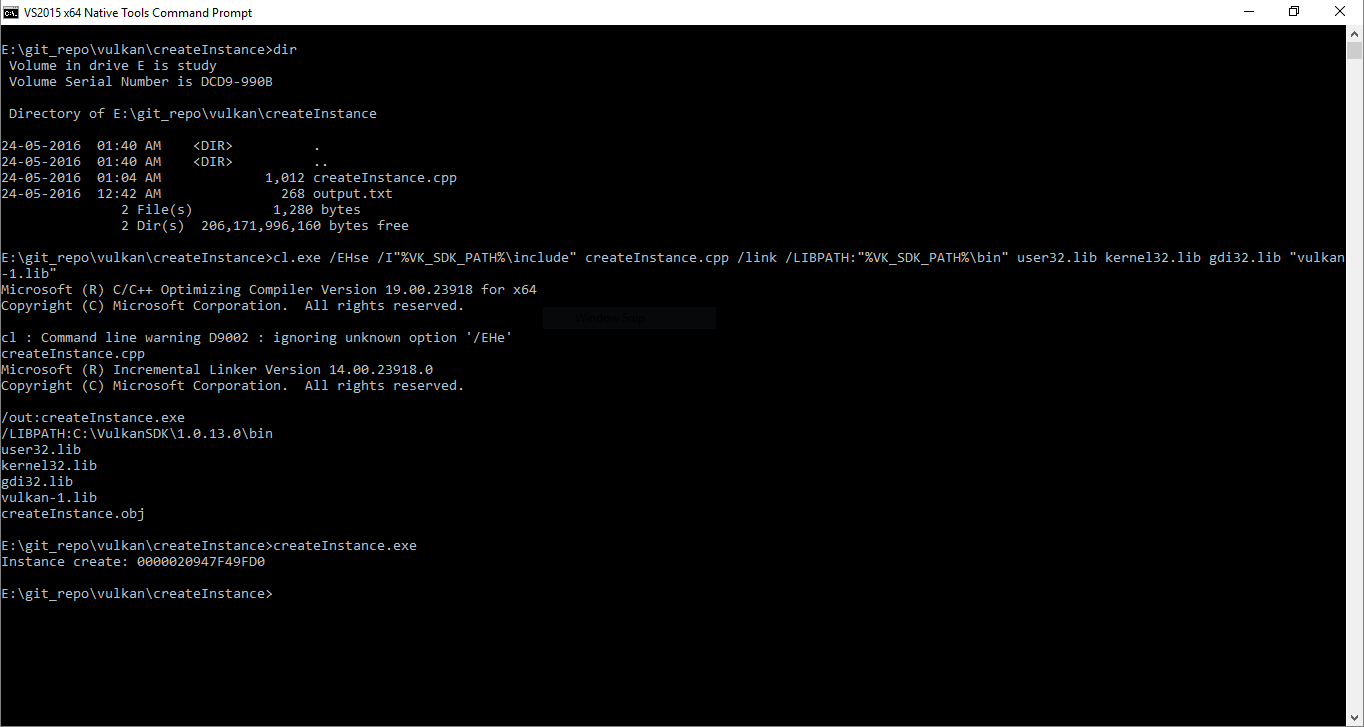 VS2015 x64 Native Tools Command Prompt
E:\git_repo\vulkan\createInstance>dir
Volume in drive E is study
Volume Serial Number is DCD9-990B
Directory of E:\git_repo\vulkan\createInstance
24-05-2016  01:40 AM    <DIR>          .
24-05-2016  01:40 AM    <DIR>          ..
24-05-2016  01:04 AM             1,012 createInstance.cpp
24-05-2016  12:42 AM               268 output.txt
2 File(s)          1,280 bytes
2 Dir(s)  206,171,996,160 bytes free
E:\git_repo\vulkan\createInstance>cl.exe /EHse /I"%VK_SDK_PATH%\include" createInstance.cpp /link /LIBPATH:"%VK_SDK_PATH%\bin" user32.lib kernel32.lib gdi32.lib "vulkan
-1.lib"
Microsoft (R) C/C++ Optimizing Compiler Version 19.00.23918 for x64
Copyright (C) Microsoft Corporation.  All rights reserved.
Window Snip
cl : Command line warning D9002 : ignoring unknown option '/EHe'
createInstance.cpp
Microsoft (R) Incremental Linker Version 14.00.23918.0
Copyright (C) Microsoft Corporation.  All rights reserved.
/out:createInstance.exe
/LIBPATH:C:\VulkanSDK\1.0.13.0\bin
user32.lib
kernel32.lib
gdi32.lib
vulkan-1.lib
createInstance.obj
E:\git_repo\vulkan\createInstance>createInstance.exe
Instance create: 0000020947F49FD0
E:\git_repo\vulkan\createInstance>